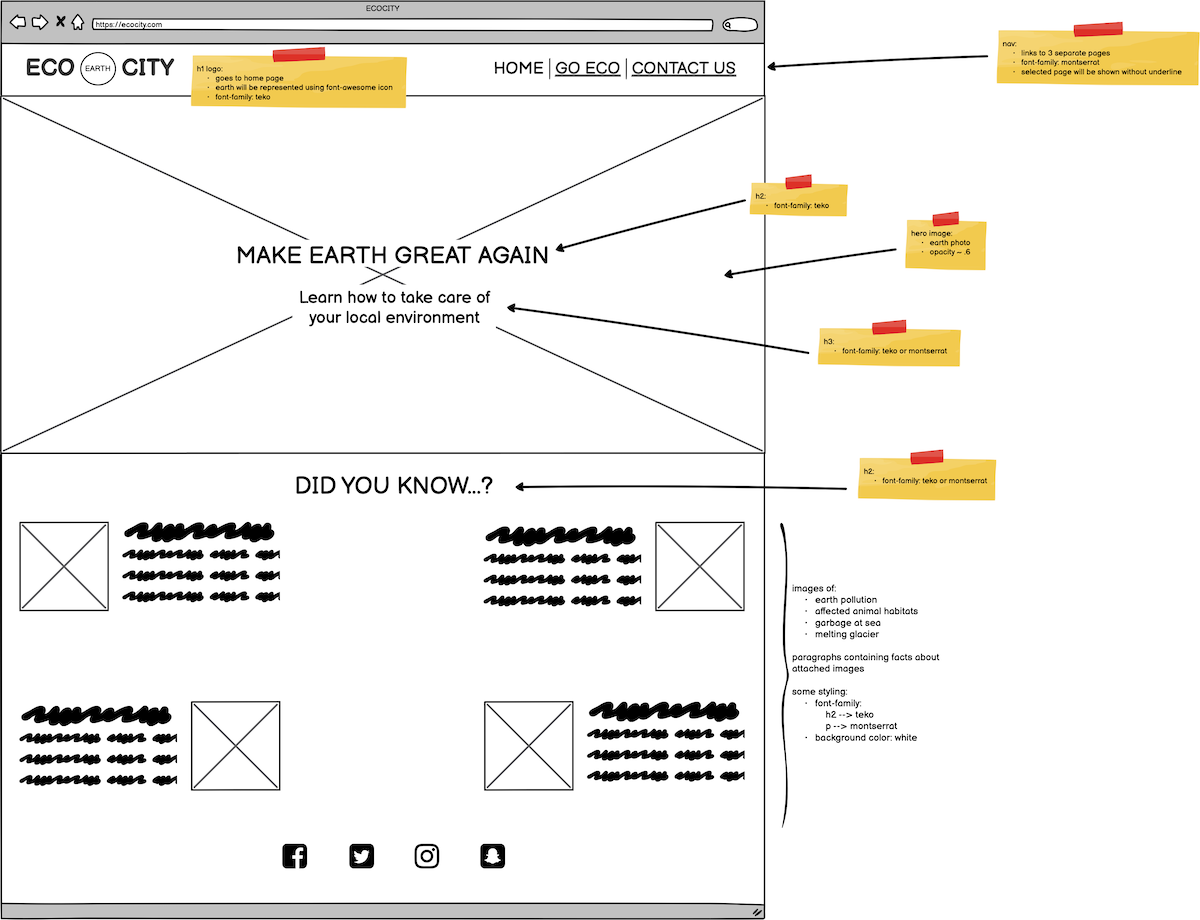 ECOCITY
https://ecocity.com
ECO EARTH CITY
HOME GO ECO CONTACT US
h1 logo:
· goes to home page
· earth will be represented using font-awesome icon
· font-family: teko
nav:
· links to 3 separate pages
· font-family: montserrat
· selected page will be shown without underline
h2:
· font-family: teko
MAKE EARTH GREAT AGAIN
hero image:
· earth photo
· opacity ~ .6
Learn how to take care of
your local environment
h3:
· font-family: teko or montserrat
DID YOU KNOW...?
h2:
· font-family: teko or montserrat
images of:
· earth pollution
· affected animal habitats
· garbage at sea
· melting glacier
paragraphs containing facts about
attached images
some styling:
· font-family:
h2 --> teko
p --> montserrat
· background color: white